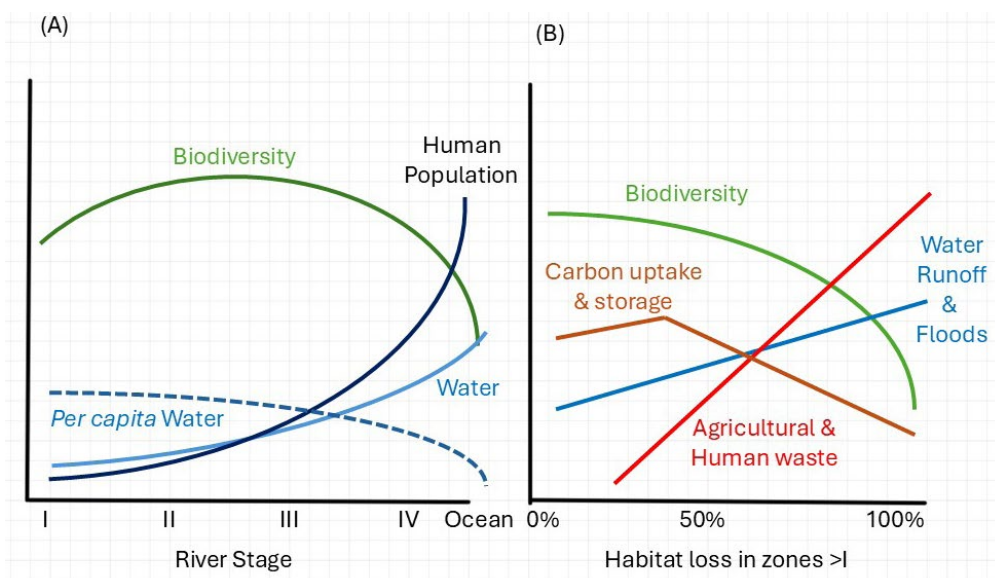 (A)
Biodiversity
Human
Population
Per capita Water
Water
I
II
III
IV
Ocean
River Stage
(B)
Biodiversity
Carbon uptake
& storage
Water
Runoff
&
Floods
Agricultural &
Human waste
0%
50%
100%
Habitat loss in zones >I